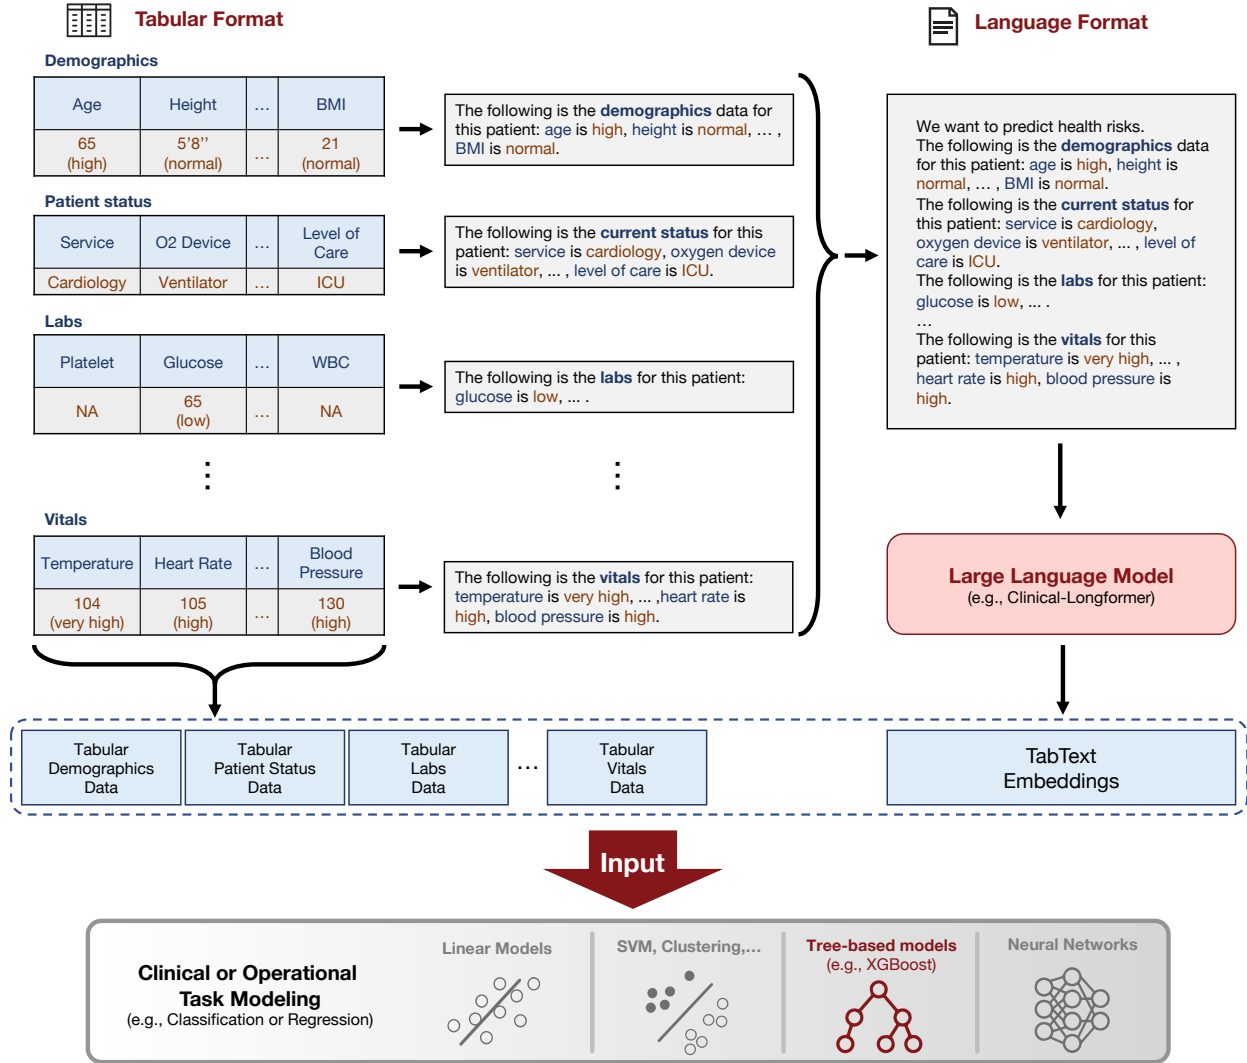 Tabular Format
Language Format
Demographics
Age Height ... BMI
65 (high) 5'8'' (normal) ... 21 (normal)
The following is the demographics data for
this patient: age is high, height is normal, ... ,
BMI is normal.
Patient status
Service O2 Device ... Level of Care
Cardiology Ventilator ... ICU
The following is the current status for this
patient: service is cardiology, oxygen device
is ventilator, ... , level of care is ICU.
Labs
Platelet Glucose ... WBC
NA 65 (low) ... NA
The following is the labs for this patient:
glucose is low, ... .
Vitals
Temperature Heart Rate ... Blood Pressure
104 (very high) 105 (high) ... 130 (high)
The following is the vitals for this patient:
temperature is very high, ... ,heart rate is
high, blood pressure is high.
We want to predict health risks.
The following is the demographics data
for this patient: age is high, height is
normal, ... , BMI is normal.
The following is the current status for
this patient: service is cardiology,
oxygen device is ventilator, ... , level of
care is ICU.
The following is the labs for this patient:
glucose is low, ... .
...
The following is the vitals for this
patient: temperature is very high, ... ,
heart rate is high, blood pressure is
high.
Large Language Model
(e.g., Clinical-Longformer)
Tabular
Demographics
Data
Tabular
Patient Status
Data
Tabular
Labs
Data
...
Tabular
Vitals
Data
TabText
Embeddings
Input
Clinical or Operational
Task Modeling
(e.g., Classification or Regression)
Linear Models
SVM, Clustering,...
Tree-based models
(e.g., XGBoost)
Neural Networks